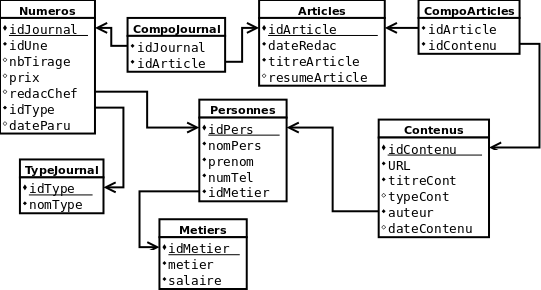 Numeros
idJournal
idUne
nbTirage
prix
redacChef
idType
dateParu
CompoJournal
idJournal
idArticle
Articles
idArticle
dateRedac
titreArticle
resumeArticle
CompoArticles
idArticle
idContenu
Personnes
idPers
nomPers
prenom
numTel
idMetier
Contenus
idContenu
URL
titreCont
typeCont
auteur
dateContenu
TypeJournal
idType
nomType
Metiers
idMetier
metier
salaire